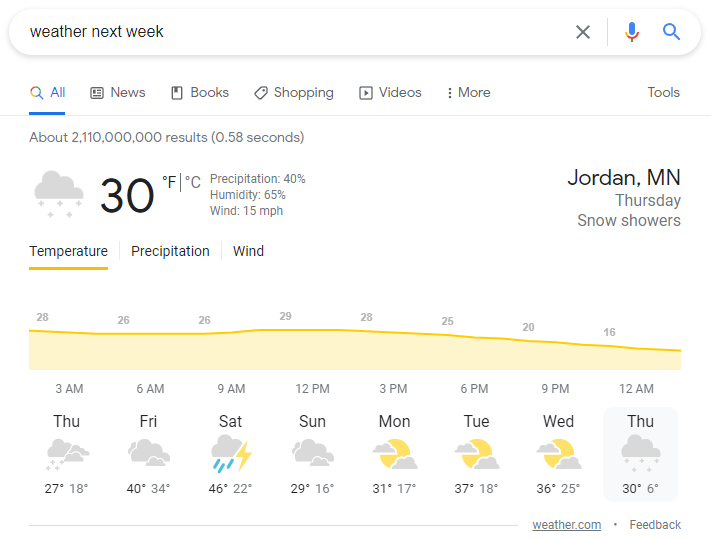 weather next week
All News Books Shopping Videos More Tools
About 2,110,000,000 results (0.58 seconds)
30 °F | °C
Precipitation: 40%
Humidity: 65%
Wind: 15 mph
Jordan, MN
Thursday
Snow showers
Temperature Precipitation Wind
28 26 26 29 28 25 20 16
3 AM 6 AM 9 AM 12 PM 3 PM 6 PM 9 PM 12 AM
Thu Fri Sat Sun Mon Tue Wed Thu
27° 18° 40° 34° 46° 22° 29° 16° 31° 17° 37° 18° 36° 25° 30° 6°
weather.com • Feedback